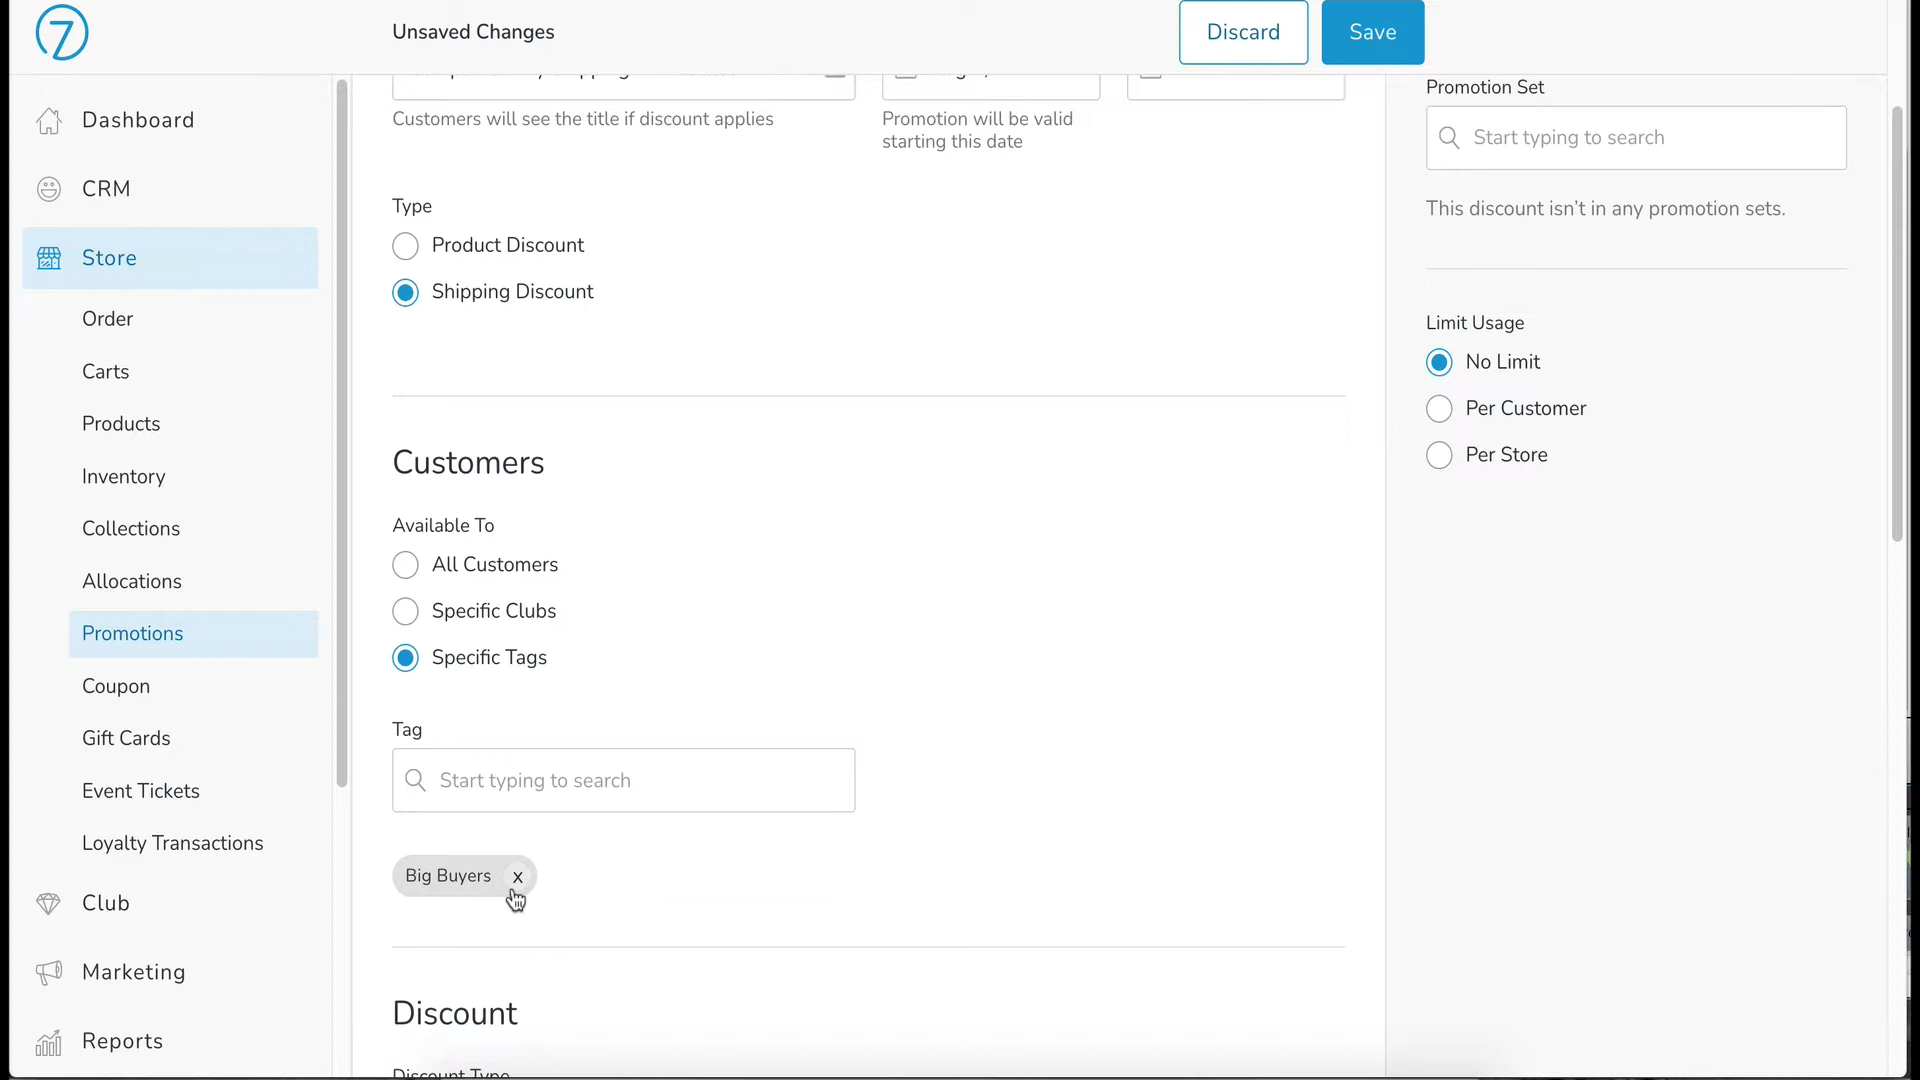 7
Unsaved Changes
Discard
Save
Dashboard
CRM
Store
Order
Carts
Products
Inventory
Collections
Allocations
Promotions
Coupon
Gift Cards
Event Tickets
Loyalty Transactions
Club
Marketing
Reports
Customers will see the title if discount applies
Promotion will be valid
starting this date
Type
Product Discount
Shipping Discount
Customers
Available To
All Customers
Specific Clubs
Specific Tags
Tag
Start typing to search
Big Buyers x
Discount
Discount Type
Promotion Set
Start typing to search
This discount isn't in any promotion sets.
Limit Usage
No Limit
Per Customer
Per Store